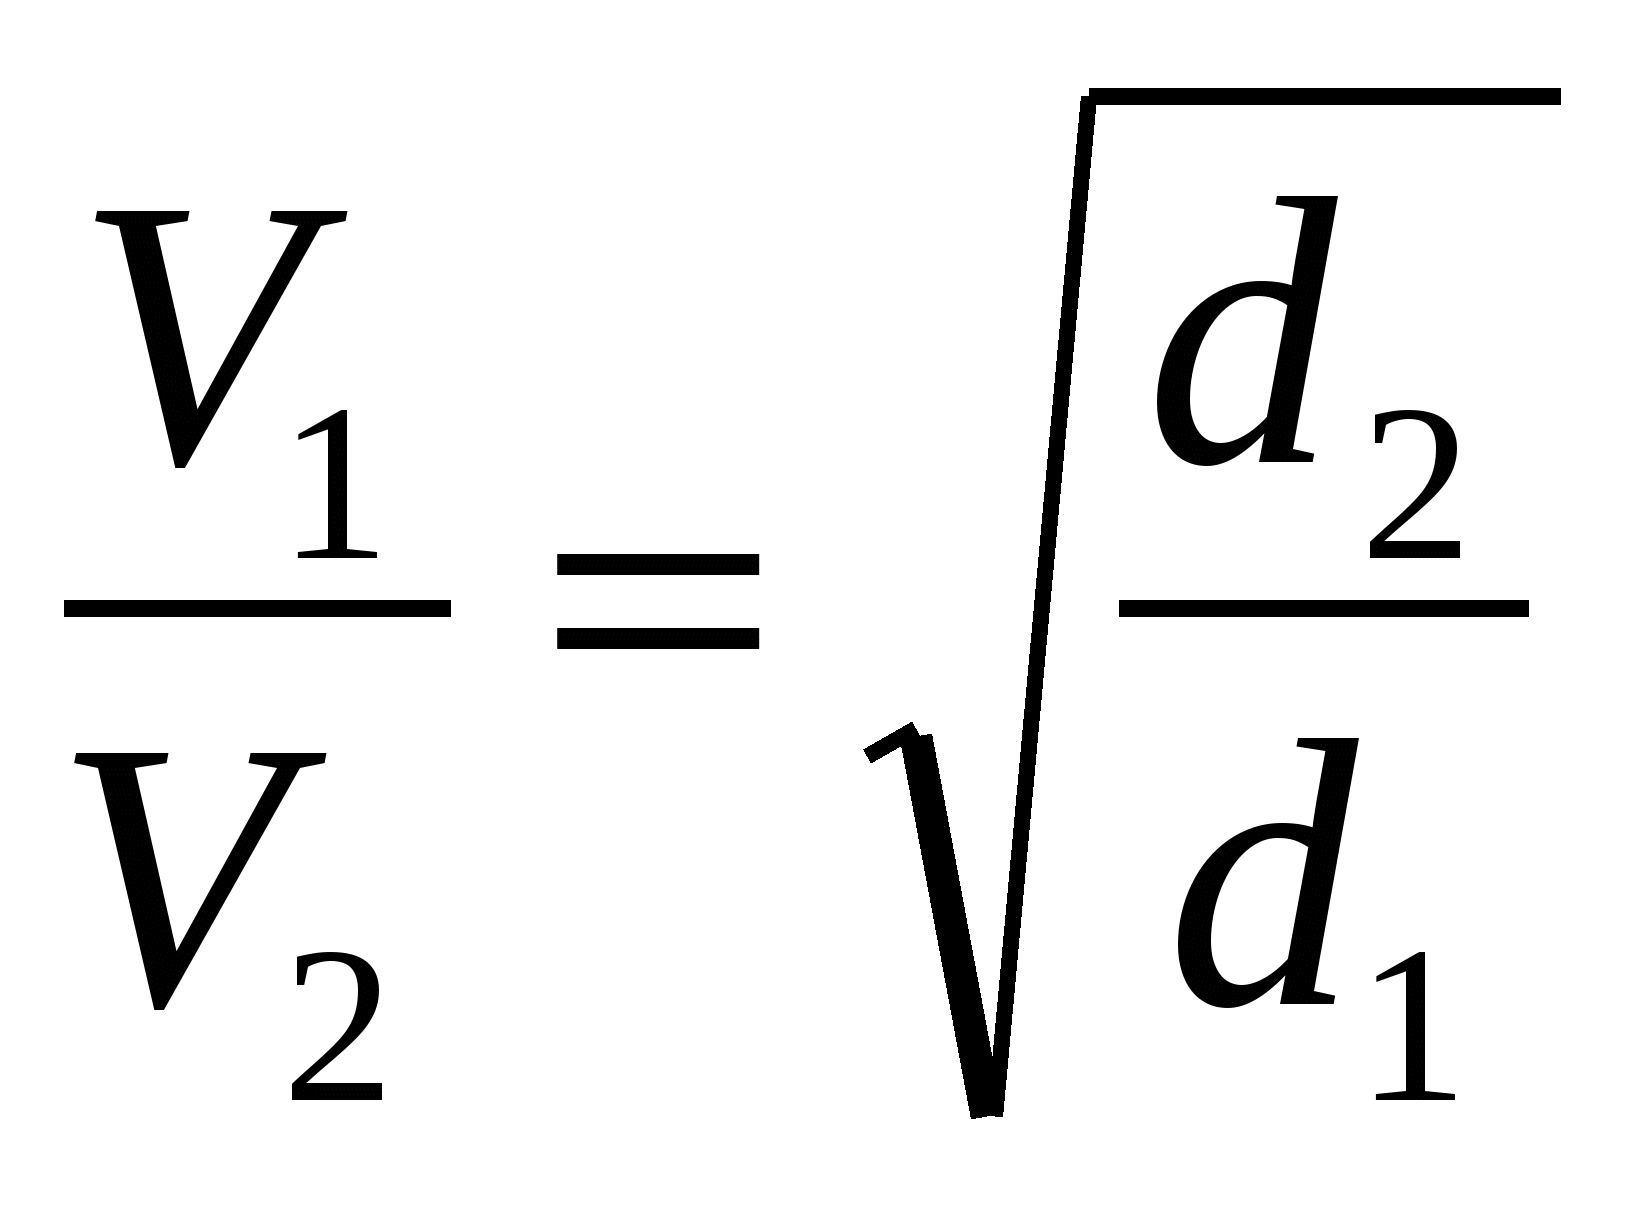 V₁/V₂ = √(d₂/d₁)